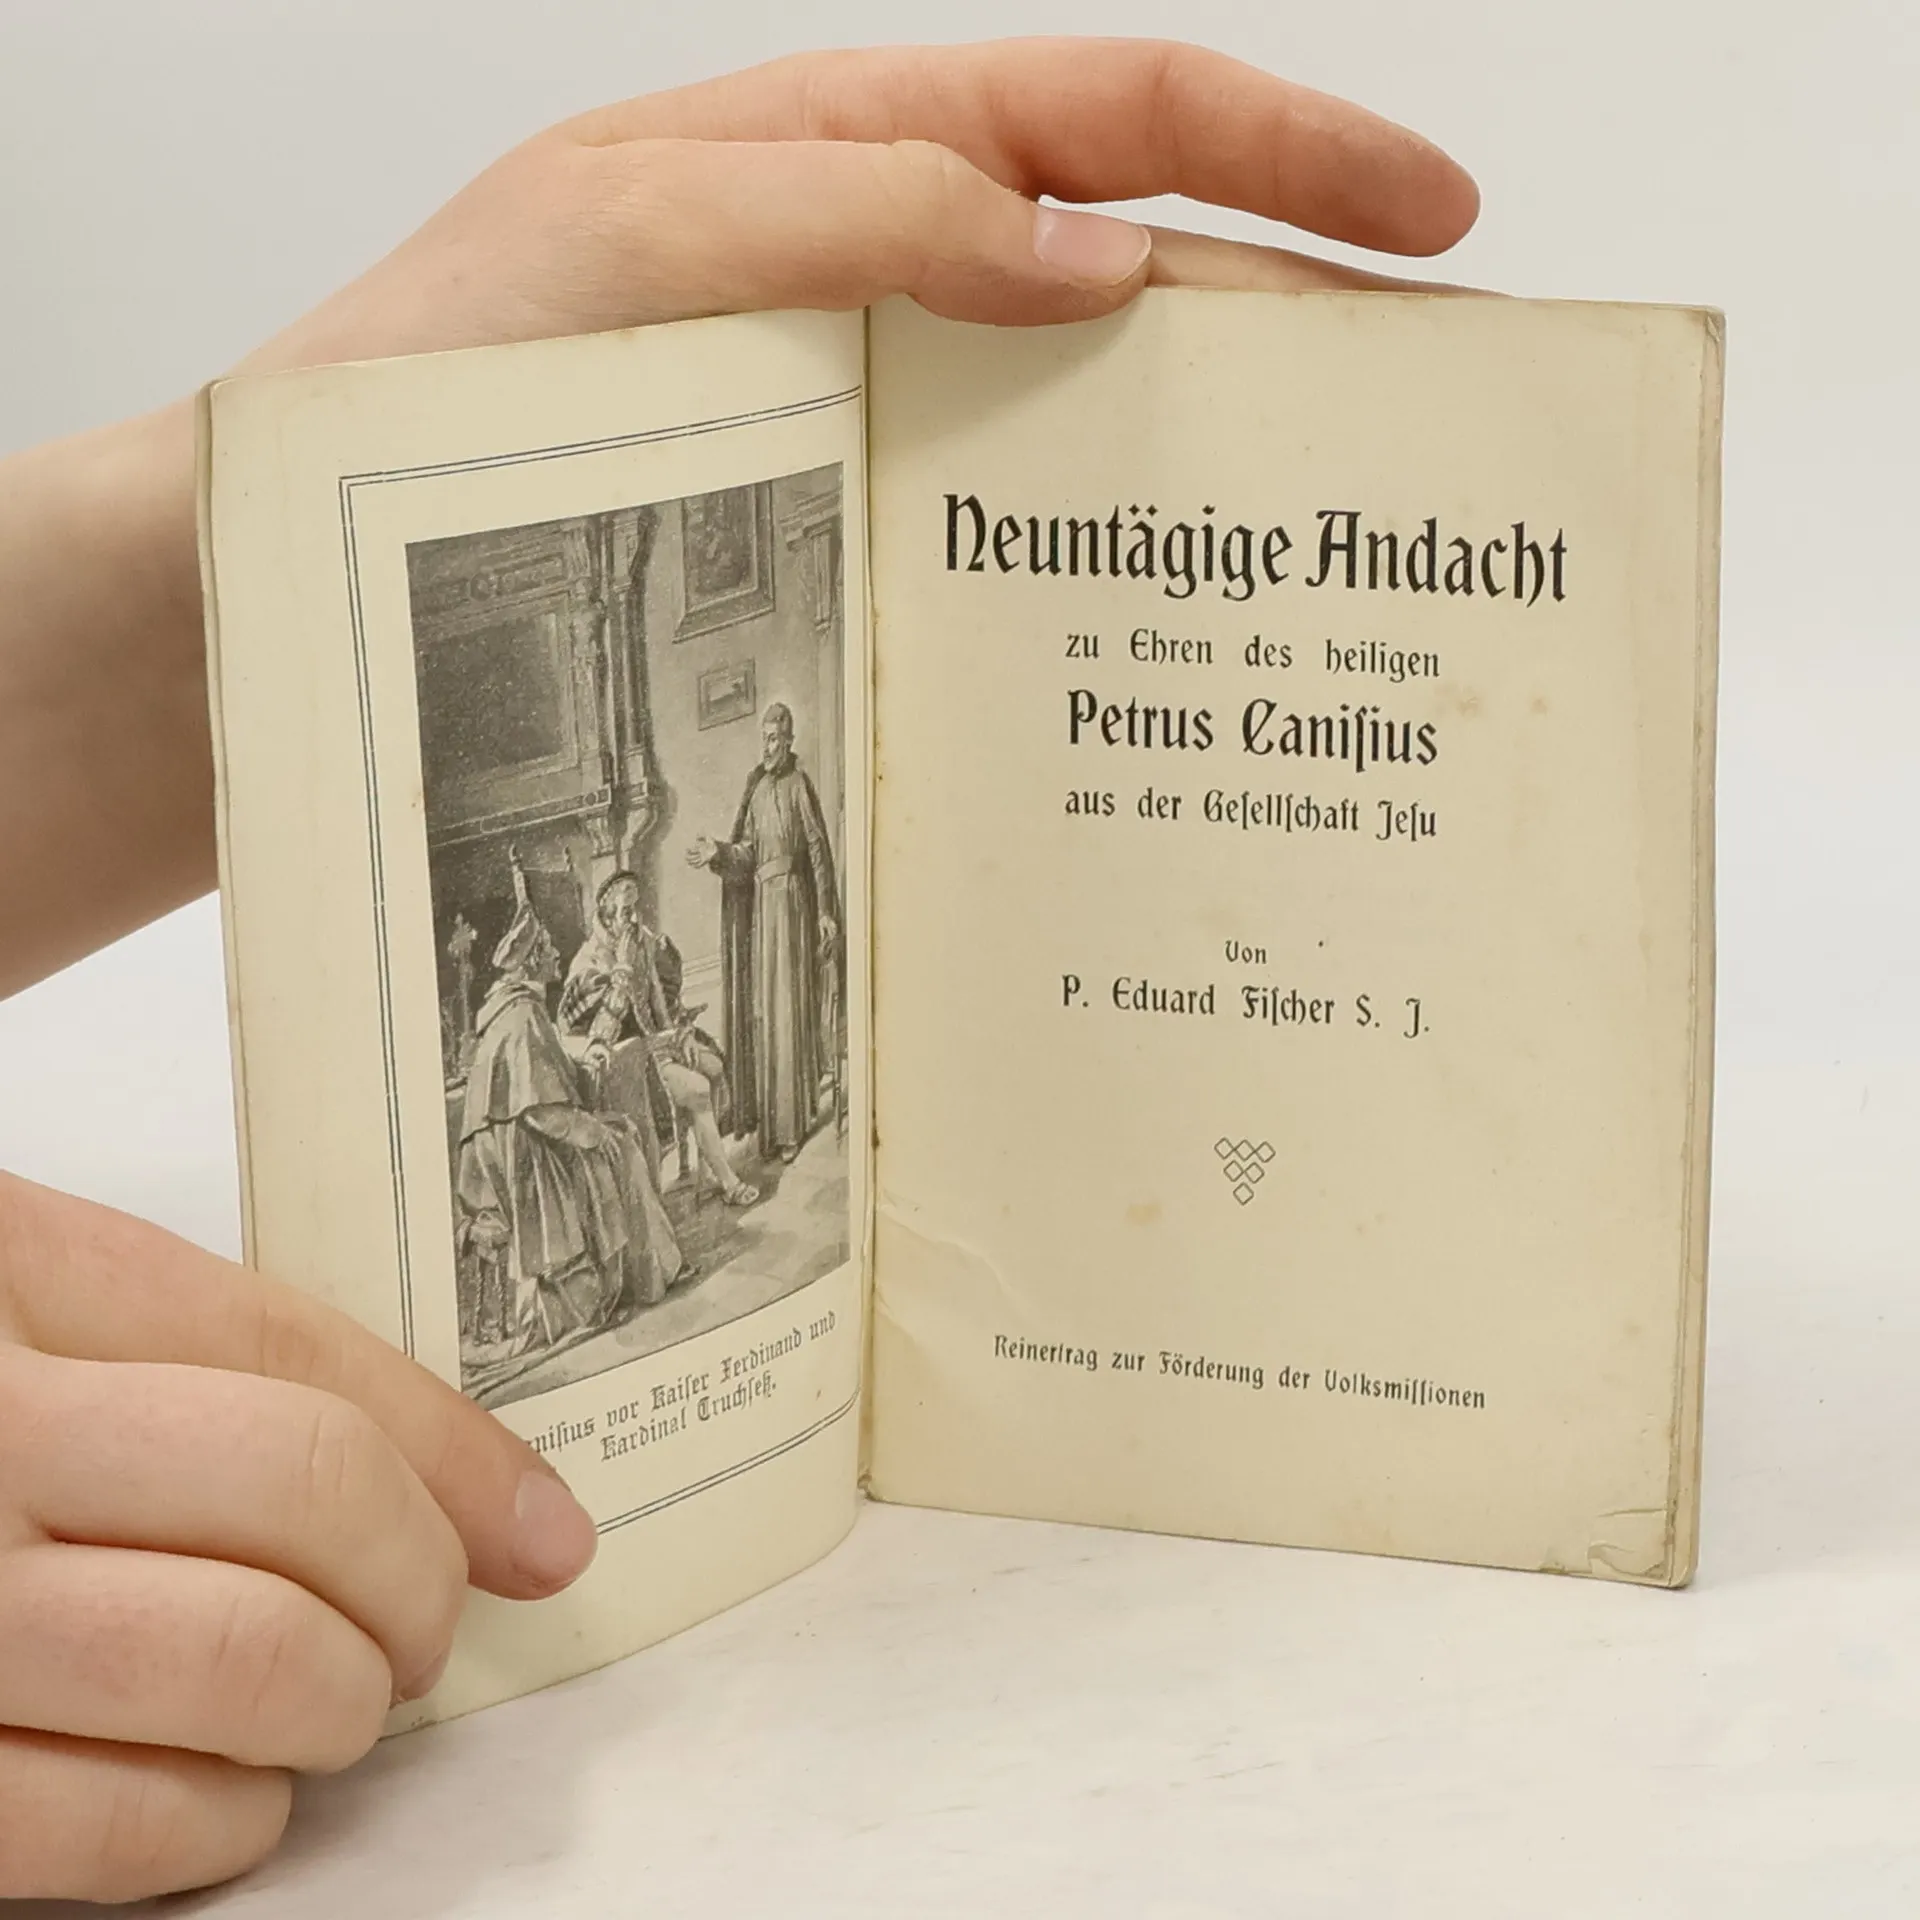 niſius vor Kaiſer Ferdinand und
Kardinal Truchſeß.
Neuntägige Andacht
zu Ehren des heiligen
Petrus Caniſius
aus der Geſellſchaft Jeſu
Von
P. Eduard Fiſcher S. J.
Reinertrag zur Förderung der Volksmiſſionen